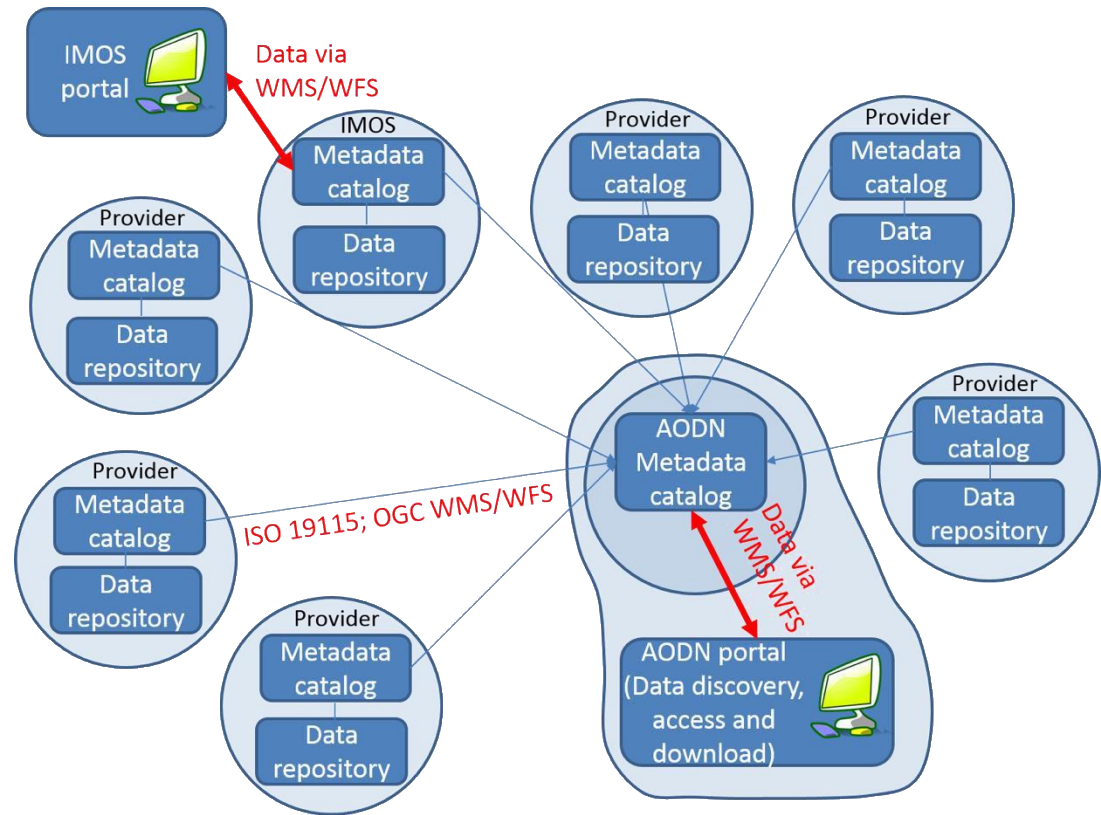 IMOS
portal
Data via
WMS/WFS
IMOS
Metadata
catalog
Data
repository
Provider
Metadata
catalog
Data
repository
Provider
Metadata
catalog
Data
repository
Provider
Metadata
catalog
Data
repository
Provider
Metadata
catalog
Data
repository
AODN
Metadata
catalog
Provider
Metadata
catalog
Data
repository
ISO 19115; OGC WMS/WFS
Data via
WMS/WFS
Provider
Metadata
catalog
Data
repository
AODN portal
(Data discovery,
access and
download)